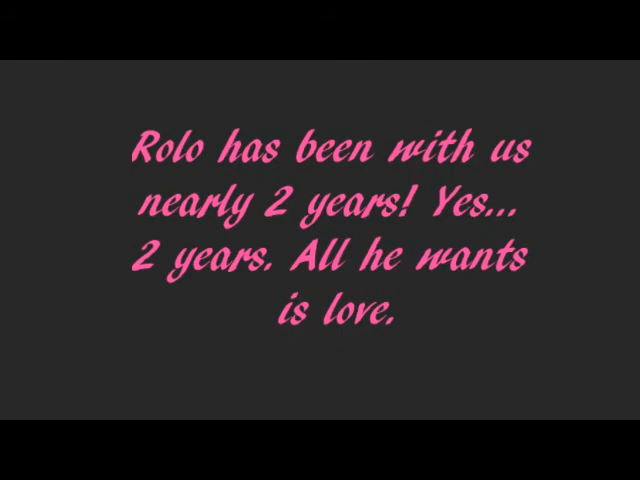 Rolo has been with us
nearly 2 years! Yes...
2 years. All he wants
is love.